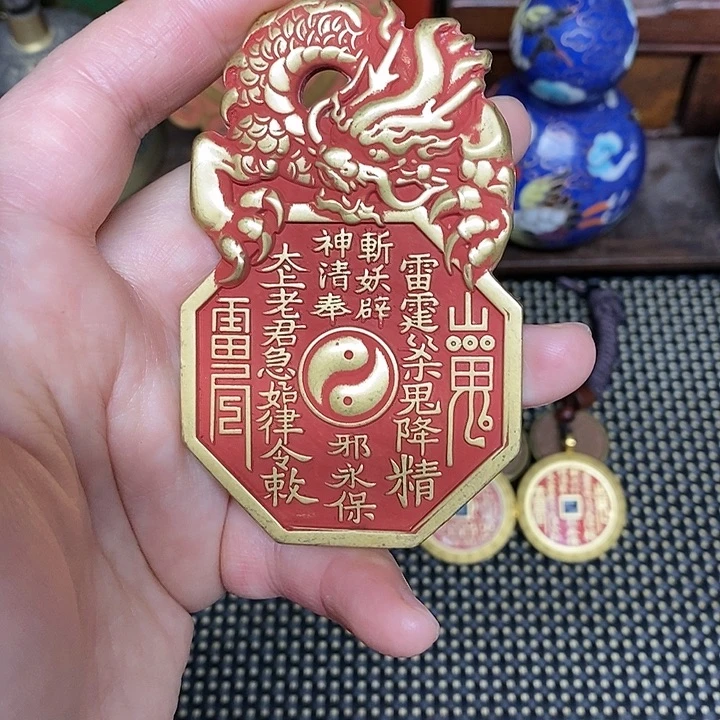 雷霆殺鬼降精
斬妖辟
邪永保
神清奉
太上老君急如律令敕